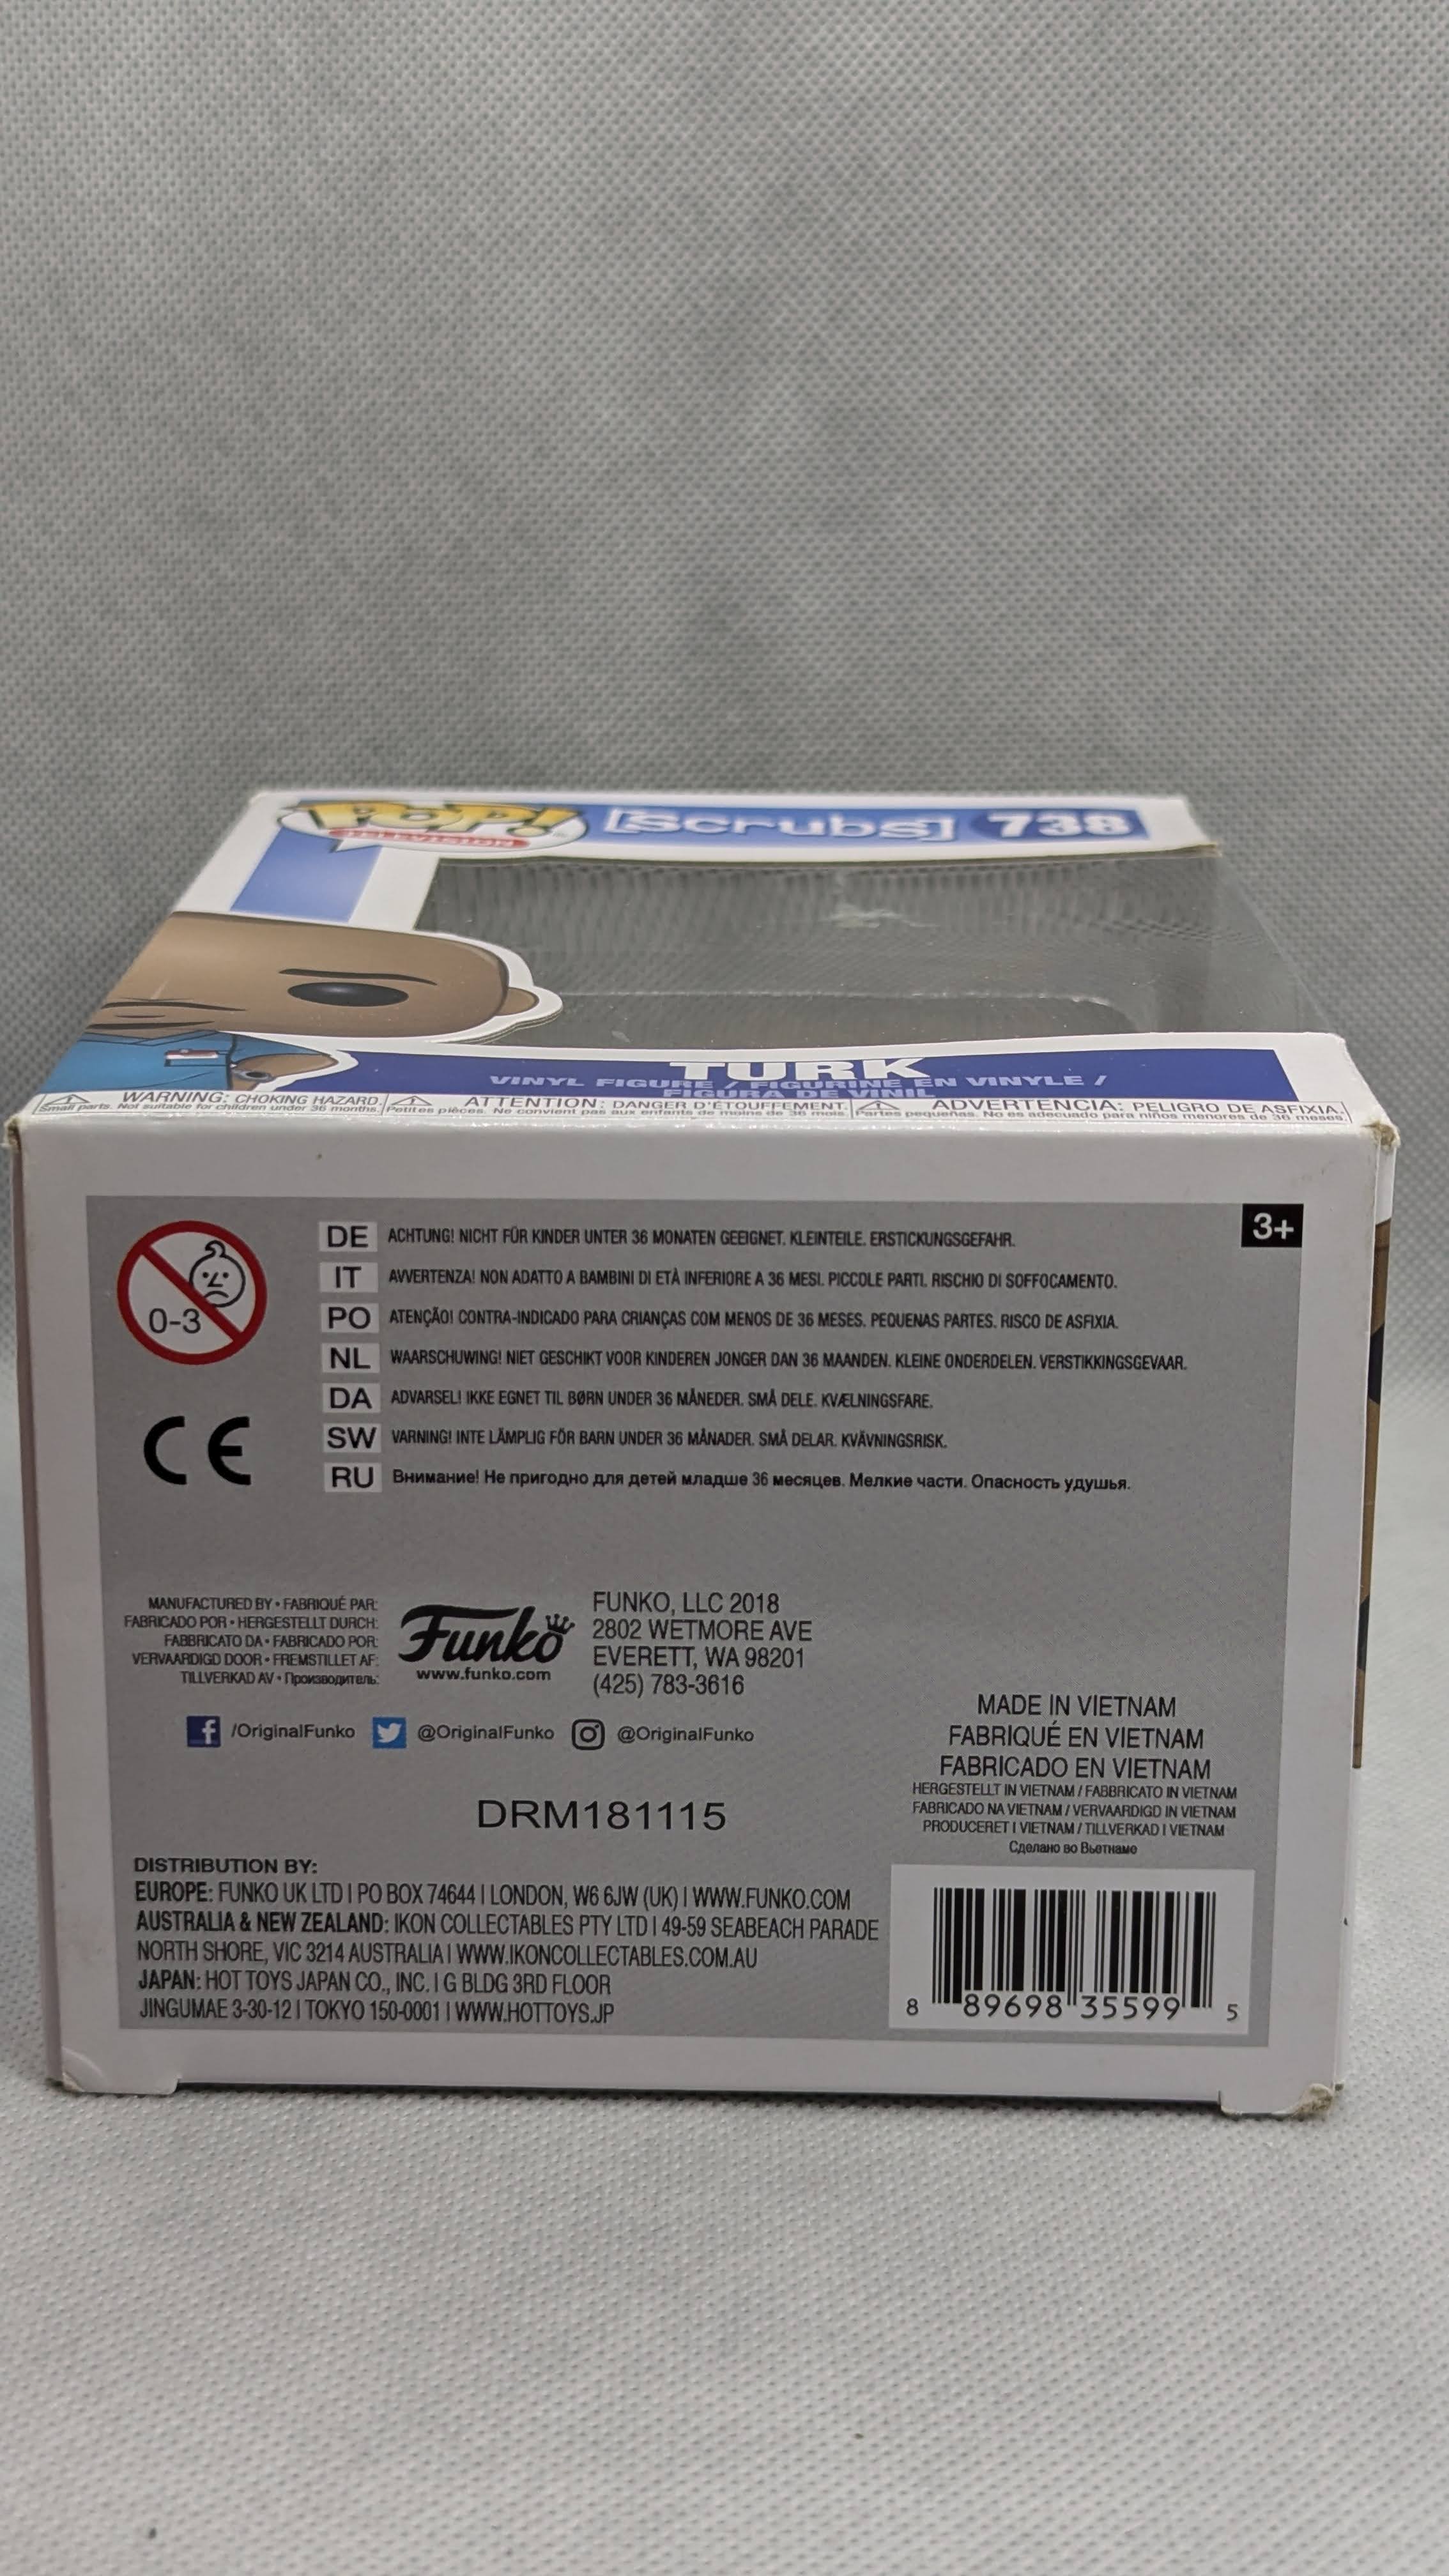 POP! [scrubs] 738
TELEVISION
TURK
VINYL FIGURE / FIGURINE EN VINYLE /
FIGURA DE VINIL
WARNING: CHOKING HAZARD. ATTENTION: DANGER D'ÉTOUFFEMENT. ADVERTENCIA: PELIGRO DE ASFIXIA.
Small parts. Not suitable for children under 36 months. Petites pièces. Ne convient pas aux enfants de moins de 36 mois. Partes pequeñas. No es adecuado para niños menores de 36 meses.
3+
0-3
DE ACHTUNG! NICHT FÜR KINDER UNTER 36 MONATEN GEEIGNET. KLEINTEILE. ERSTICKUNGSGEFAHR.
IT AVVERTENZA! NON ADATTO A BAMBINI DI ETÀ INFERIORE A 36 MESI. PICCOLE PARTI. RISCHIO DI SOFFOCAMENTO.
PO ATENÇÃO! CONTRA-INDICADO PARA CRIANÇAS COM MENOS DE 36 MESES. PEQUENAS PARTES. RISCO DE ASFIXIA.
NL WAARSCHUWING! NIET GESCHIKT VOOR KINDEREN JONGER DAN 36 MAANDEN. KLEINE ONDERDELEN. VERSTIKKINGSGEVAAR.
DA ADVARSEL! IKKE EGNET TIL BØRN UNDER 36 MÅNEDER. SMÅ DELE. KVÆLNINGSFARE.
SW VARNING! INTE LÄMPLIG FÖR BARN UNDER 36 MÅNADER. SMÅ DELAR. KVÄVNINGSRISK.
RU Внимание! Не пригодно для детей младше 36 месяцев. Мелкие части. Опасность удушья.
CE
MANUFACTURED BY • FABRIQUÉ PAR:
FABRICADO POR • HERGESTELLT DURCH:
FABBRICATO DA • FABRICADO POR:
VERVAARDIGD DOOR • FREMSTILLET AF:
TILLVERKAD AV • Производитель:
Funko
www.funko.com
FUNKO, LLC 2018
2802 WETMORE AVE
EVERETT, WA 98201
(425) 783-3616
/OriginalFunko @OriginalFunko @OriginalFunko
DRM181115
MADE IN VIETNAM
FABRIQUÉ EN VIETNAM
FABRICADO EN VIETNAM
HERGESTELLT IN VIETNAM / FABBRICATO IN VIETNAM
FABRICADO NA VIETNAM / VERVAARDIGD IN VIETNAM
PRODUCERET I VIETNAM / TILLVERKAD I VIETNAM
Сделано во Вьетнаме
DISTRIBUTION BY:
EUROPE: FUNKO UK LTD | PO BOX 74644 | LONDON, W6 6JW (UK) | WWW.FUNKO.COM
AUSTRALIA & NEW ZEALAND: IKON COLLECTABLES PTY LTD | 49-59 SEABEACH PARADE
NORTH SHORE, VIC 3214 AUSTRALIA | WWW.IKONCOLLECTABLES.COM.AU
JAPAN: HOT TOYS JAPAN CO., INC. | G BLDG 3RD FLOOR
JINGUMAE 3-30-12 | TOKYO 150-0001 | WWW.HOTTOYS.JP
8 89698 35599 5